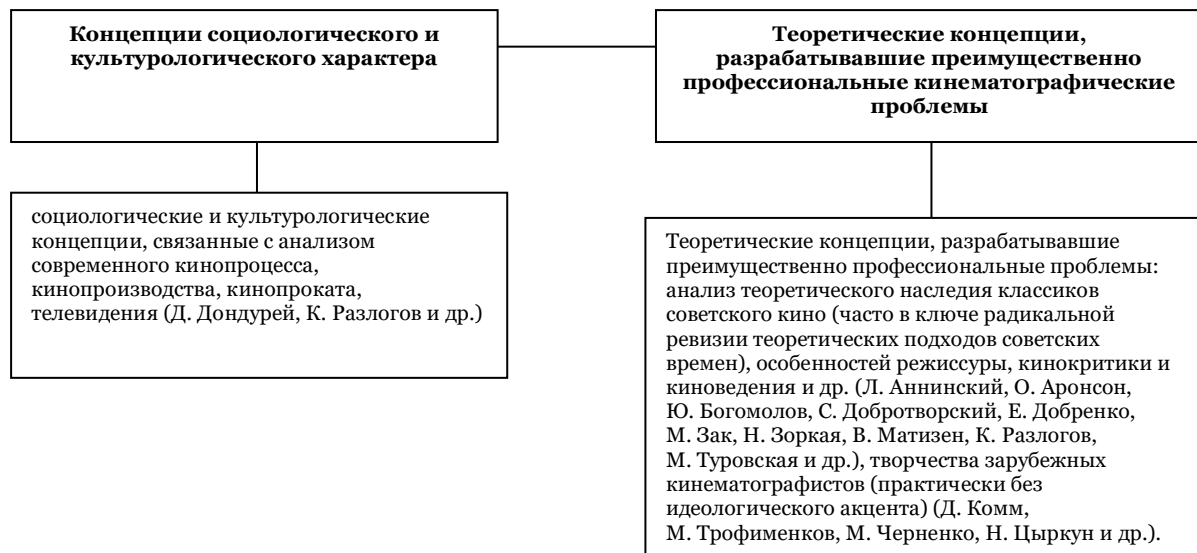 Концепции социологического и
культурологического характера
Теоретические концепции,
разрабатывавшие преимущественно
профессиональные кинематографические
проблемы
социологические и культурологические
концепции, связанные с анализом
современного кинопроцесса,
кинопроизводства, кинопроката,
телевидения (Д. Дондурей, К. Разлогов и др.)
Теоретические концепции, разрабатывавшие
преимущественно профессиональные проблемы:
анализ теоретического наследия классиков
советского кино (часто в ключе радикальной
ревизии теоретических подходов советских
времен), особенностей режиссуры, кинокритики и
киноведения и др. (Л. Аннинский, О. Аронсон,
Ю. Богомолов, С. Добротворский, Е. Добренко,
М. Зак, Н. Зоркая, В. Матизен, К. Разлогов,
М. Туровская и др.), творчества зарубежных
кинематографистов (практически без
идеологического акцента) (Д. Комм,
М. Трофименков, М. Черненко, Н. Цыркун и др.).